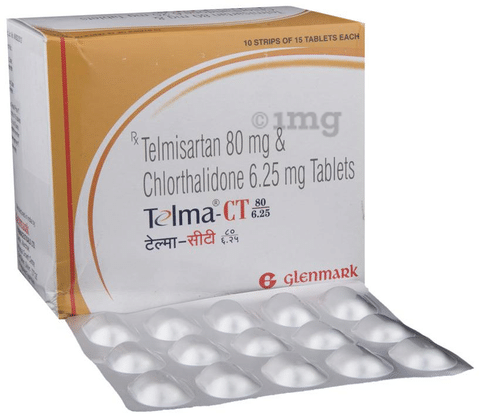 10 STRIPS OF 15 TABLETS EACH
©1mg
Rx Telmisartan 80 mg &
Chlorthalidone 6.25 mg Tablets
Telma®-CT 80/6.25
टेल्मा-सीटी ८०/६.२५
G glenmark